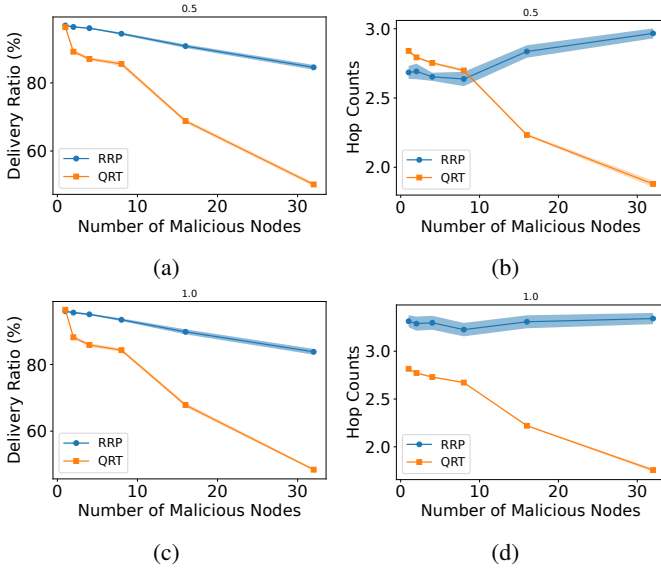 0.5
Delivery Ratio (%)
80
60
RRP
QRT
0 10 20 30
Number of Malicious Nodes
(a)
0.5
Hop Counts
3.0
2.5
2.0
RRP
QRT
0 10 20 30
Number of Malicious Nodes
(b)
1.0
Delivery Ratio (%)
80
60
RRP
QRT
0 10 20 30
Number of Malicious Nodes
(c)
1.0
Hop Counts
3.0
2.5
2.0
RRP
QRT
0 10 20 30
Number of Malicious Nodes
(d)